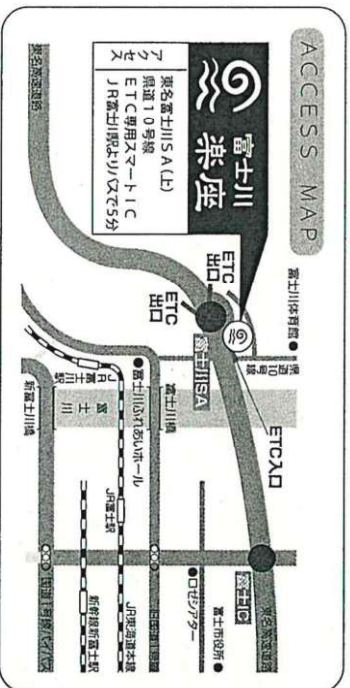 ACCESS MAP
富士川
楽座
アクセス
東名富士川SA(上)
県道10号線
ETC専用スマートIC
JR富士川駅よりバスで5分
東名高速道路
富士川体育館
県道10号線
ETC
出口
ETC
出口
ETC入口
富士川SA
富士IC
東名高速道路
富士市役所
ロゼシアター
富士川橋
富士川ふれあいホール
富士川
JR富士川駅
JR富士駅
JR東海道本線
新幹線新富士駅
新富士川橋
国道1号線バイパス